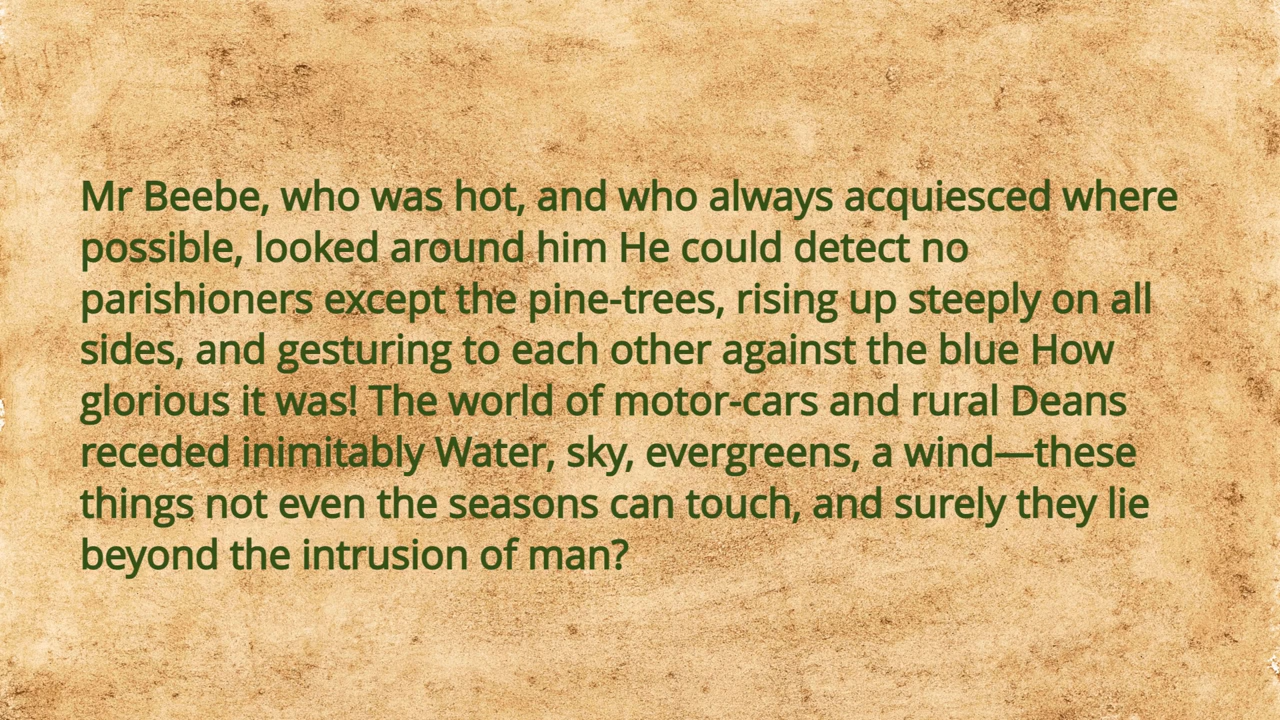 Mr Beebe, who was hot, and who always acquiesced where
possible, looked around him He could detect no
parishioners except the pine-trees, rising up steeply on all
sides, and gesturing to each other against the blue How
glorious it was! The world of motor-cars and rural Deans
receded inimitably Water, sky, evergreens, a wind—these
things not even the seasons can touch, and surely they lie
beyond the intrusion of man?